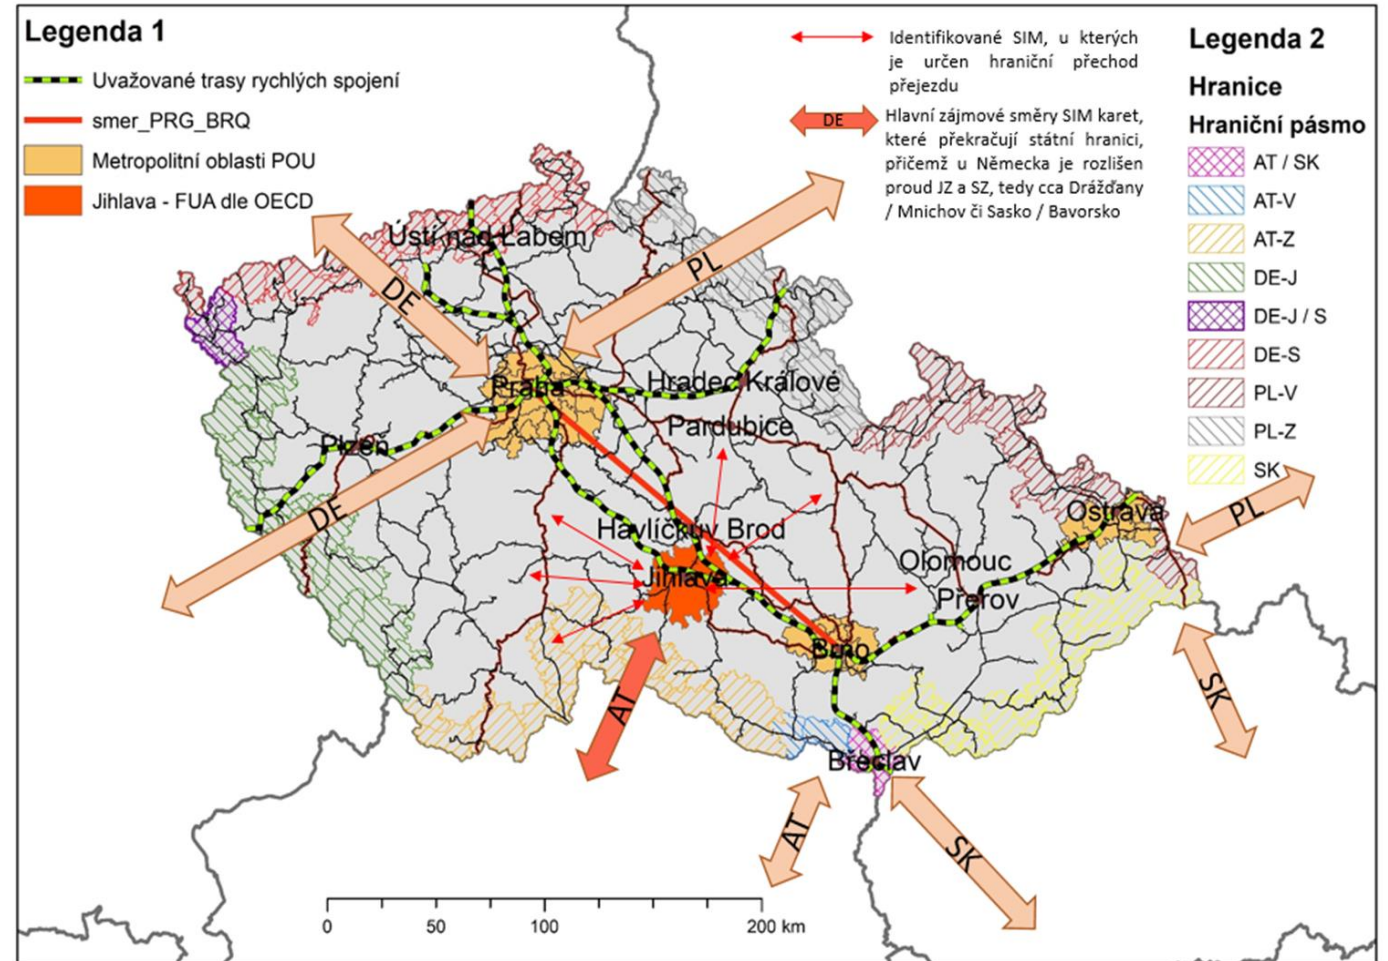 Legenda 1
Uvažované trasy rychlých spojení
smer_PRG_BRQ
Metropolitní oblasti POU
Jihlava - FUA dle OECD
Identifikované SIM, u kterých
je určen hraniční přechod
přejezdu
DE
Hlavní zájmové směry SIM karet,
které překračují státní hranici,
přičemž u Německa je rozlišen
proud JZ a SZ, tedy cca Drážďany
/ Mnichov či Sasko / Bavorsko
Legenda 2
Hranice
Hraniční pásmo
AT / SK
AT-V
AT-Z
DE-J
DE-J / S
DE-S
PL-V
PL-Z
SK
Ústí nad Labem
DE
PL
Praha
Hradec Králové
Pardubice
Plzeň
DE
Havlíčkův Brod
Jihlava
Olomouc
Přerov
Ostrava
PL
Brno
AT
SK
Břeclav
AT
SK
0 50 100 200 km